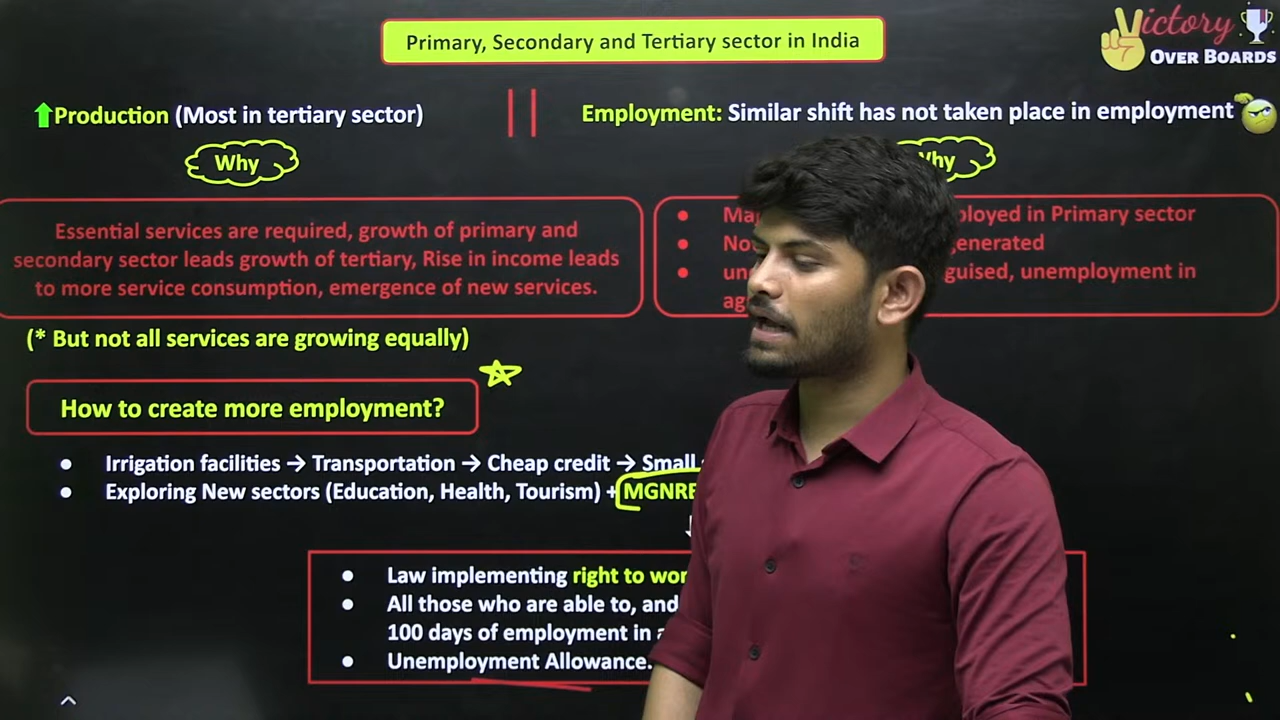 Primary, Secondary and Tertiary sector in India
Victory
OVER BOARDS
Production (Most in tertiary sector)
Employment: Similar shift has not taken place in employment
Why
Why
Essential services are required, growth of primary and
secondary sector leads growth of tertiary, Rise in income leads
to more service consumption, emergence of new services.
ployed in Primary sector
enerated
guised, unemployment in
(* But not all services are growing equally)
How to create more employment?
Irrigation facilities → Transportation → Cheap credit → Small
Exploring New sectors (Education, Health, Tourism) + MGNRE
Law implementing right to wor
All those who are able to, and
100 days of employment in a
Unemployment Allowance.